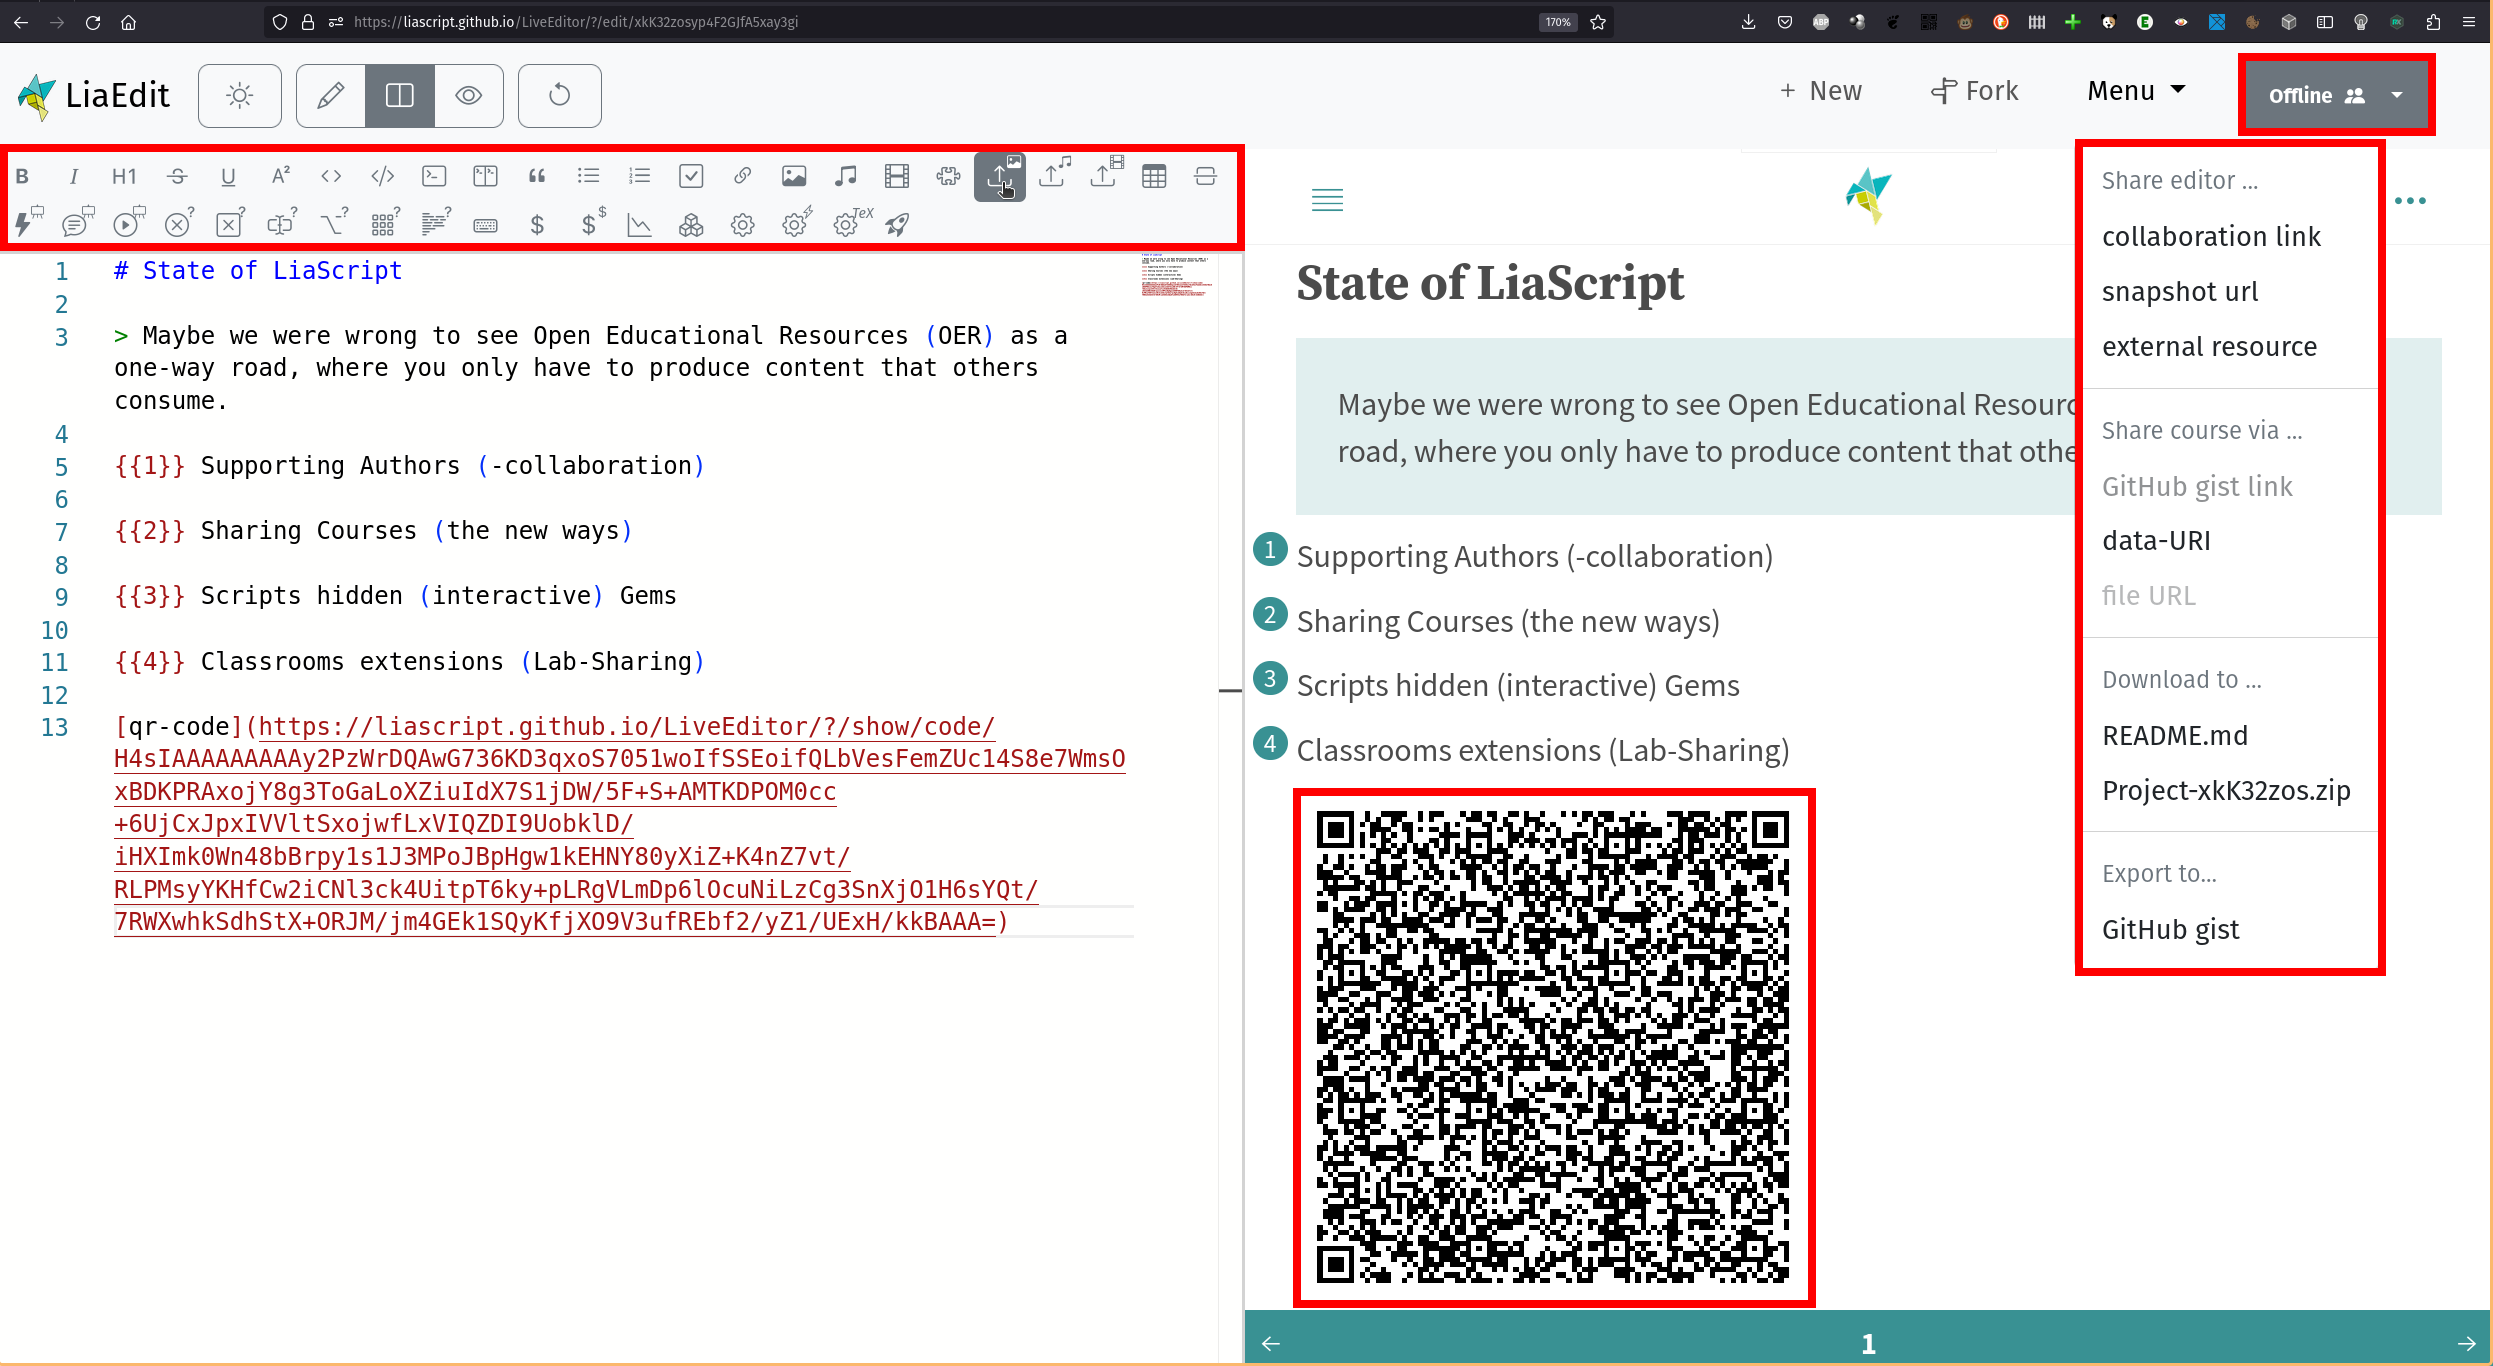 https://liascript.github.io/LiveEditor/?/edit/xkK32zosyp4F2GJfA5xay3gi
170%
LiaEdit
+ New
Fork
Menu
Offline
B I H1 S U A²
$ $ $ TeX
1 # State of LiaScript
2
3 > Maybe we were wrong to see Open Educational Resources (OER) as a
one-way road, where you only have to produce content that others
consume.
4
5 {{1}} Supporting Authors (-collaboration)
6
7 {{2}} Sharing Courses (the new ways)
8
9 {{3}} Scripts hidden (interactive) Gems
10
11 {{4}} Classrooms extensions (Lab-Sharing)
12
13 [qr-code](https://liascript.github.io/LiveEditor/?/show/code/
H4sIAAAAAAAAAy2PzWrDQAwG736KD3qxoS7051woIfSSEoifQLbVesFemZUc14S8e7WmsO
xBDKPRAxojY8g3ToGaLoXZiuIdX7S1jDW/5F+S+AMTKDPOM0cc
+6UjCxJpxIVVltSxojwfLxVIQZDI9UobklD/
iHXImk0Wn48bBrpy1s1J3MPoJBpHgw1kEHNY80yXiZ+K4nZ7vt/
RLPMsyYKHfCw2iCNl3ck4UitpT6ky+pLRgVLmDp6lOcuNiLzCg3SnXjO1H6sYQt/
7RWXwhkSdhStX+ORJM/jm4GEk1SQyKfjXO9V3ufREbf2/yZ1/UExH/kkBAAA=)
State of LiaScript
Maybe we were wrong to see Open Educational Resourc
road, where you only have to produce content that othe
1 Supporting Authors (-collaboration)
2 Sharing Courses (the new ways)
3 Scripts hidden (interactive) Gems
4 Classrooms extensions (Lab-Sharing)
1
Share editor ...
collaboration link
snapshot url
external resource
Share course via ...
GitHub gist link
data-URI
file URL
Download to ...
README.md
Project-xkK32zos.zip
Export to...
GitHub gist